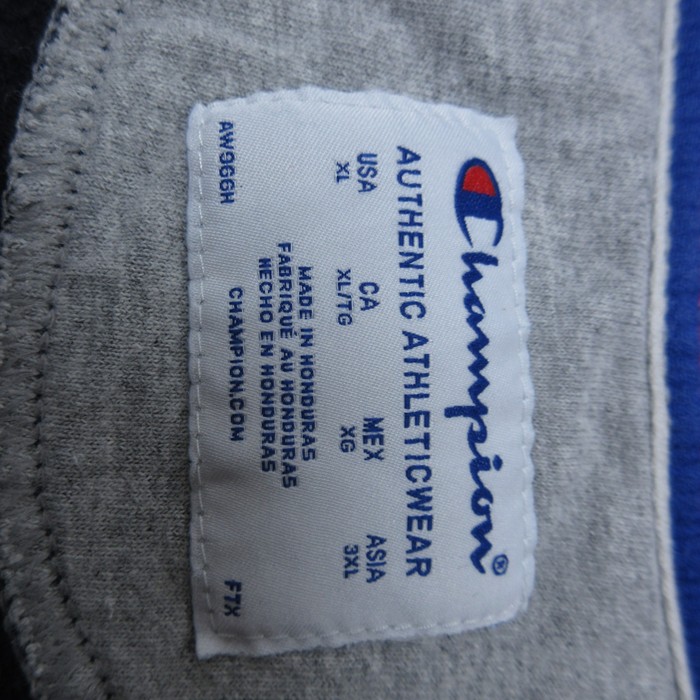 Champion®
AUTHENTIC ATHLETICWEAR
USA CA MEX ASIA
XL XL/TG XG 3XL
MADE IN HONDURAS
FABRIQUÉ AU HONDURAS
HECHO EN HONDURAS
CHAMPION.COM
AW966H FTX